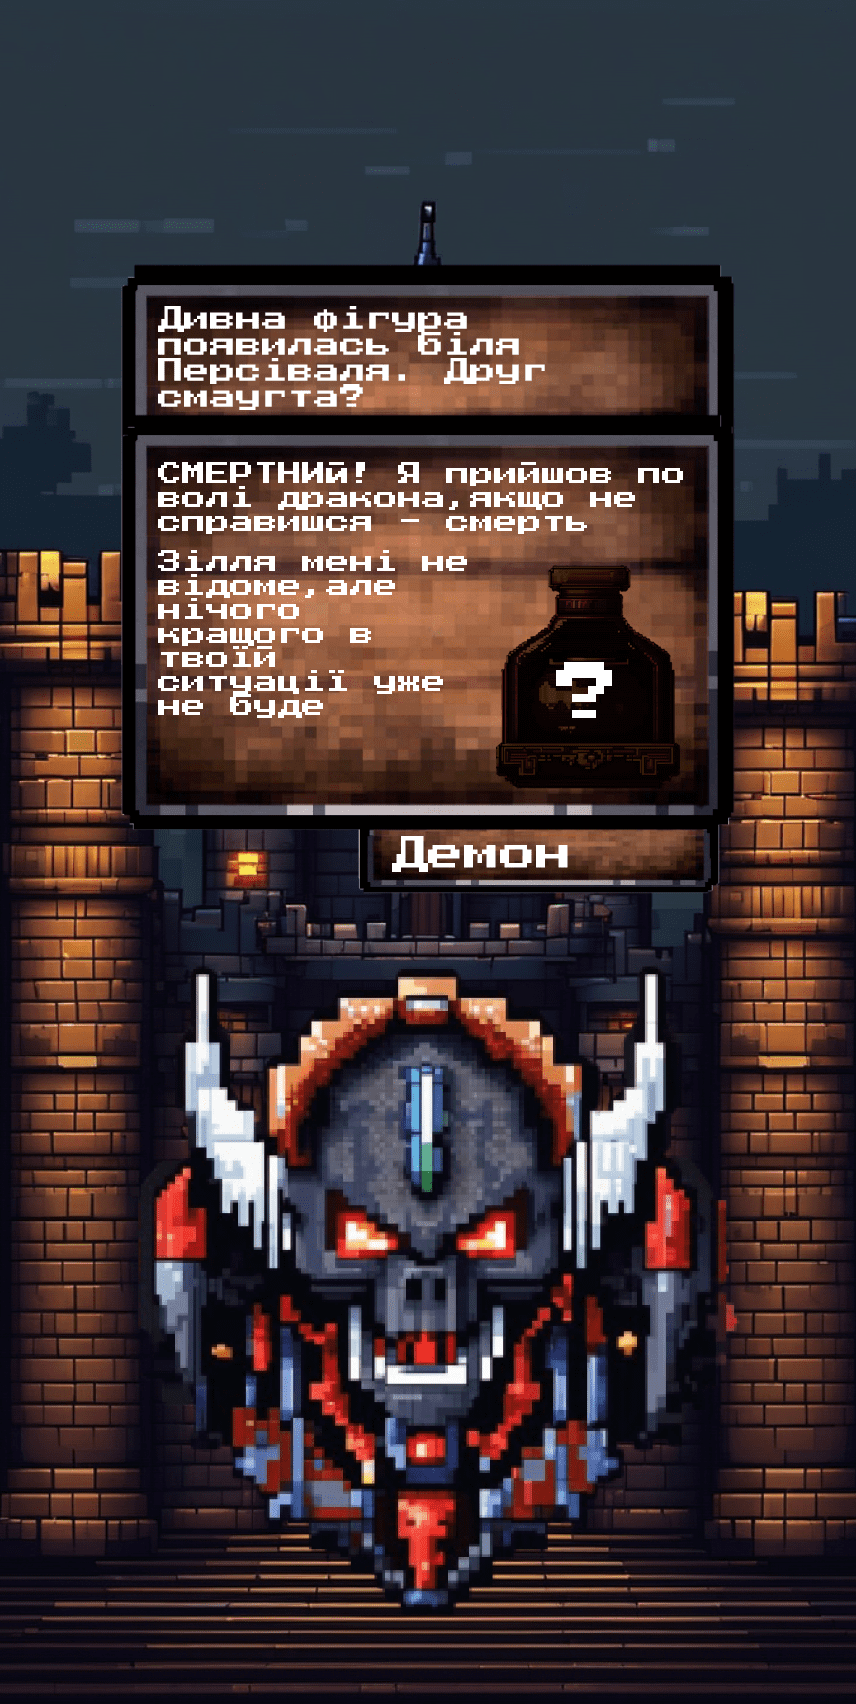 Дивна фігура
появилась біля
Персіваля. Друг
смаугта?
СМЕРТНИЙ! Я прийшов по
волі дракона,якщо не
справишся - смерть
Зілля мені не
відоме,але
нічого
кращого в
твоїй
ситуації уже
не буде
?
Демон